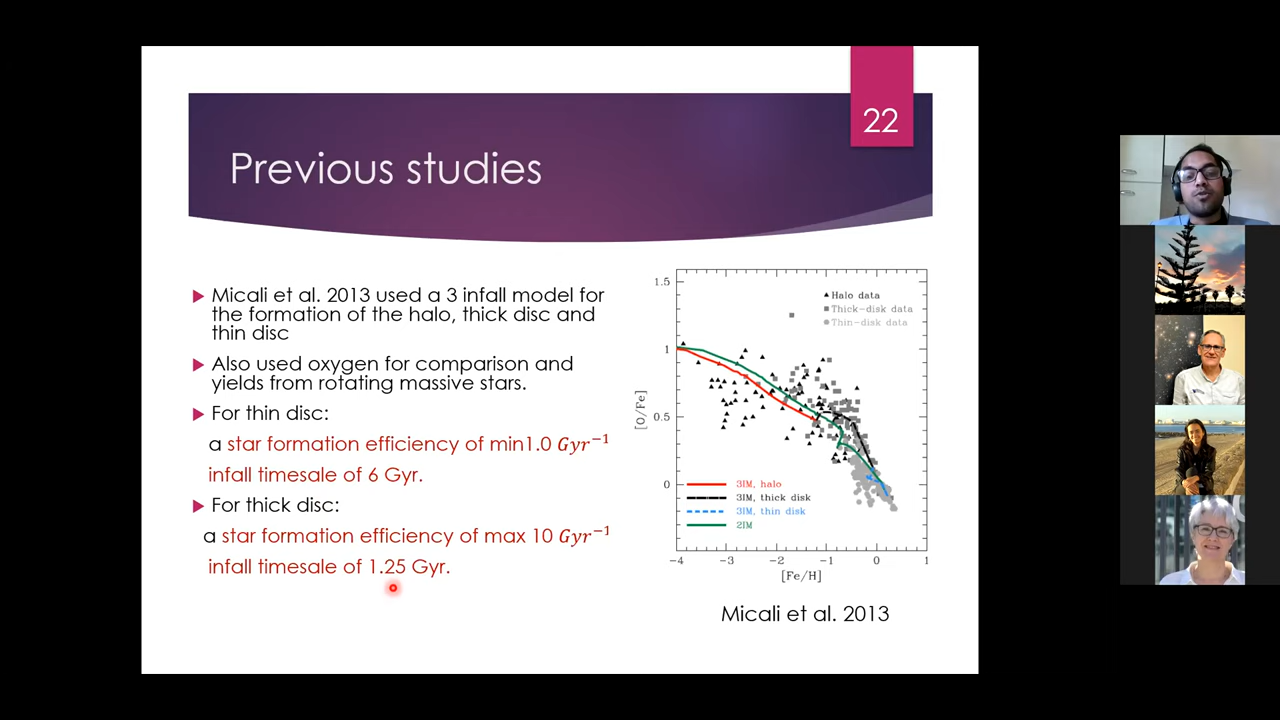 22
Previous studies
Micali et al. 2013 used a 3 infall model for
the formation of the halo, thick disc and
thin disc
Also used oxygen for comparison and
yields from rotating massive stars.
For thin disc:
a star formation efficiency of min1.0 𝐺𝑦𝑟⁻¹
infall timesale of 6 Gyr.
For thick disc:
a star formation efficiency of max 10 𝐺𝑦𝑟⁻¹
infall timesale of 1.25 Gyr.
1.5
1
0.5
0
[O/Fe]
Halo data
Thick-disk data
Thin-disk data
3IM, halo
3IM, thick disk
3IM, thin disk
2IM
-4 -3 -2 -1 0 1
[Fe/H]
Micali et al. 2013